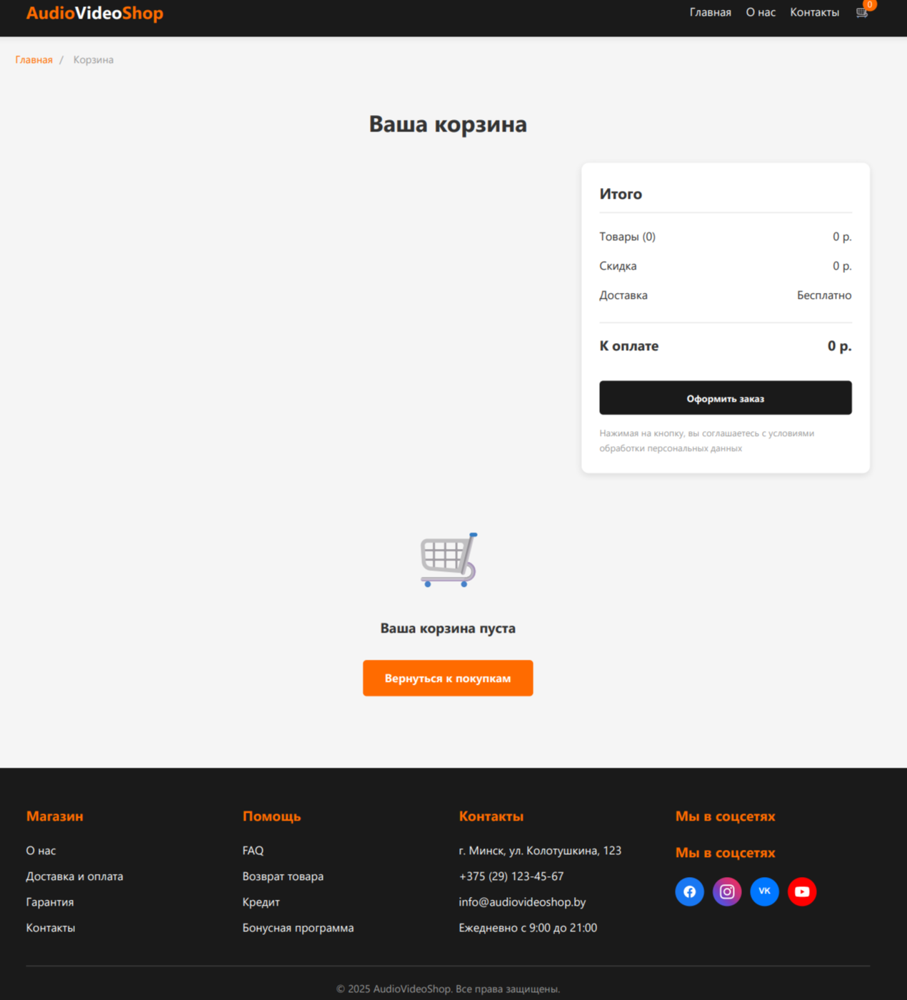 AudioVideoShop
Главная О нас Контакты 0
Главная / Корзина
Ваша корзина
Итого
Товары (0) 0 р.
Скидка 0 р.
Доставка Бесплатно
К оплате 0 р.
Оформить заказ
Нажимая на кнопку, вы соглашаетесь с условиями
обработки персональных данных
Ваша корзина пуста
Вернуться к покупкам
Магазин
О нас
Доставка и оплата
Гарантия
Контакты
Помощь
FAQ
Возврат товара
Кредит
Бонусная программа
Контакты
г. Минск, ул. Колотушкина, 123
+375 (29) 123-45-67
info@audiovideoshop.by
Ежедневно с 9:00 до 21:00
Мы в соцсетях
Мы в соцсетях
VK
© 2025 AudioVideoShop. Все права защищены.